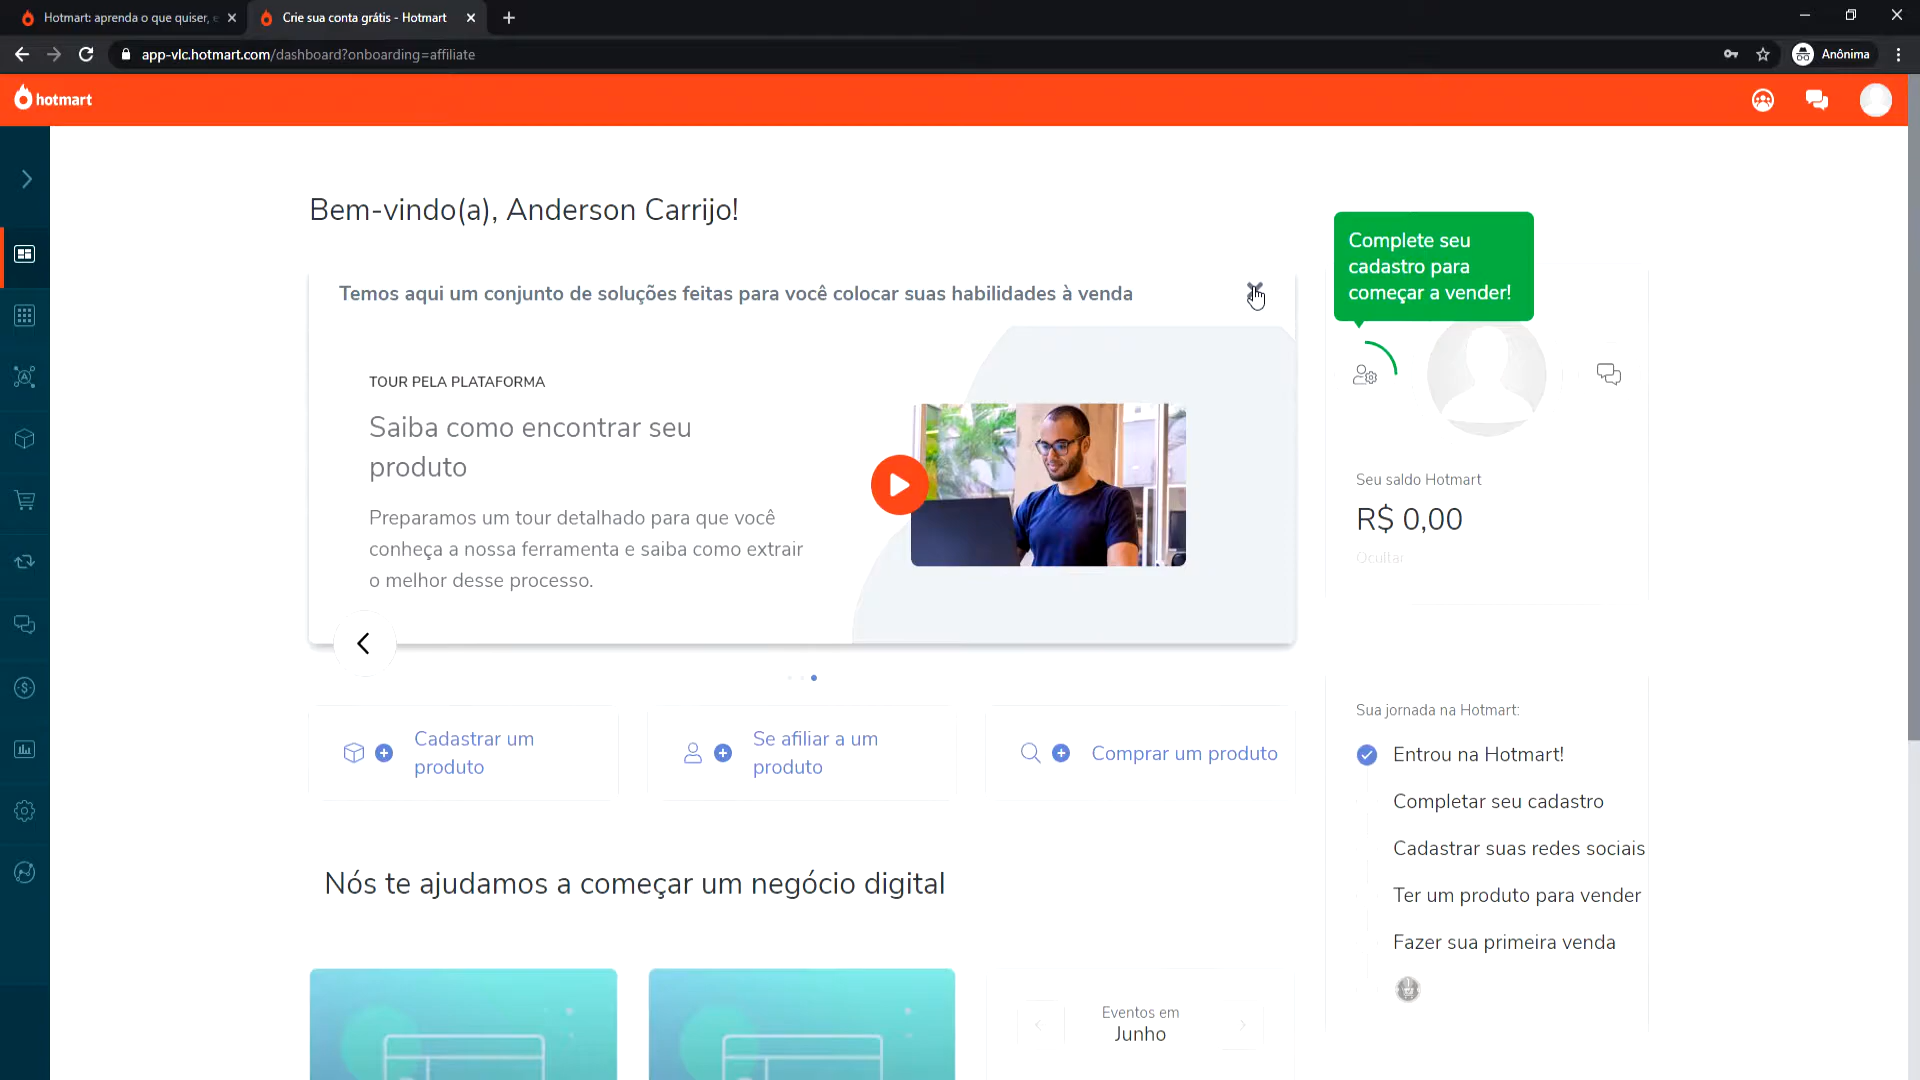 Hotmart: aprenda o que quiser, e
Crie sua conta grátis - Hotmart
app-vlc.hotmart.com/dashboard?onboarding=affiliate
Anônima
hotmart
Bem-vindo(a), Anderson Carrijo!
Temos aqui um conjunto de soluções feitas para você colocar suas habilidades à venda
TOUR PELA PLATAFORMA
Saiba como encontrar seu
produto
Preparamos um tour detalhado para que você
conheça a nossa ferramenta e saiba como extrair
o melhor desse processo.
Cadastrar um
produto
Se afiliar a um
produto
Comprar um produto
Nós te ajudamos a começar um negócio digital
Eventos em
Junho
Complete seu
cadastro para
começar a vender!
Seu saldo Hotmart
R$ 0,00
Ocultar
Sua jornada na Hotmart:
Entrou na Hotmart!
Completar seu cadastro
Cadastrar suas redes sociais
Ter um produto para vender
Fazer sua primeira venda